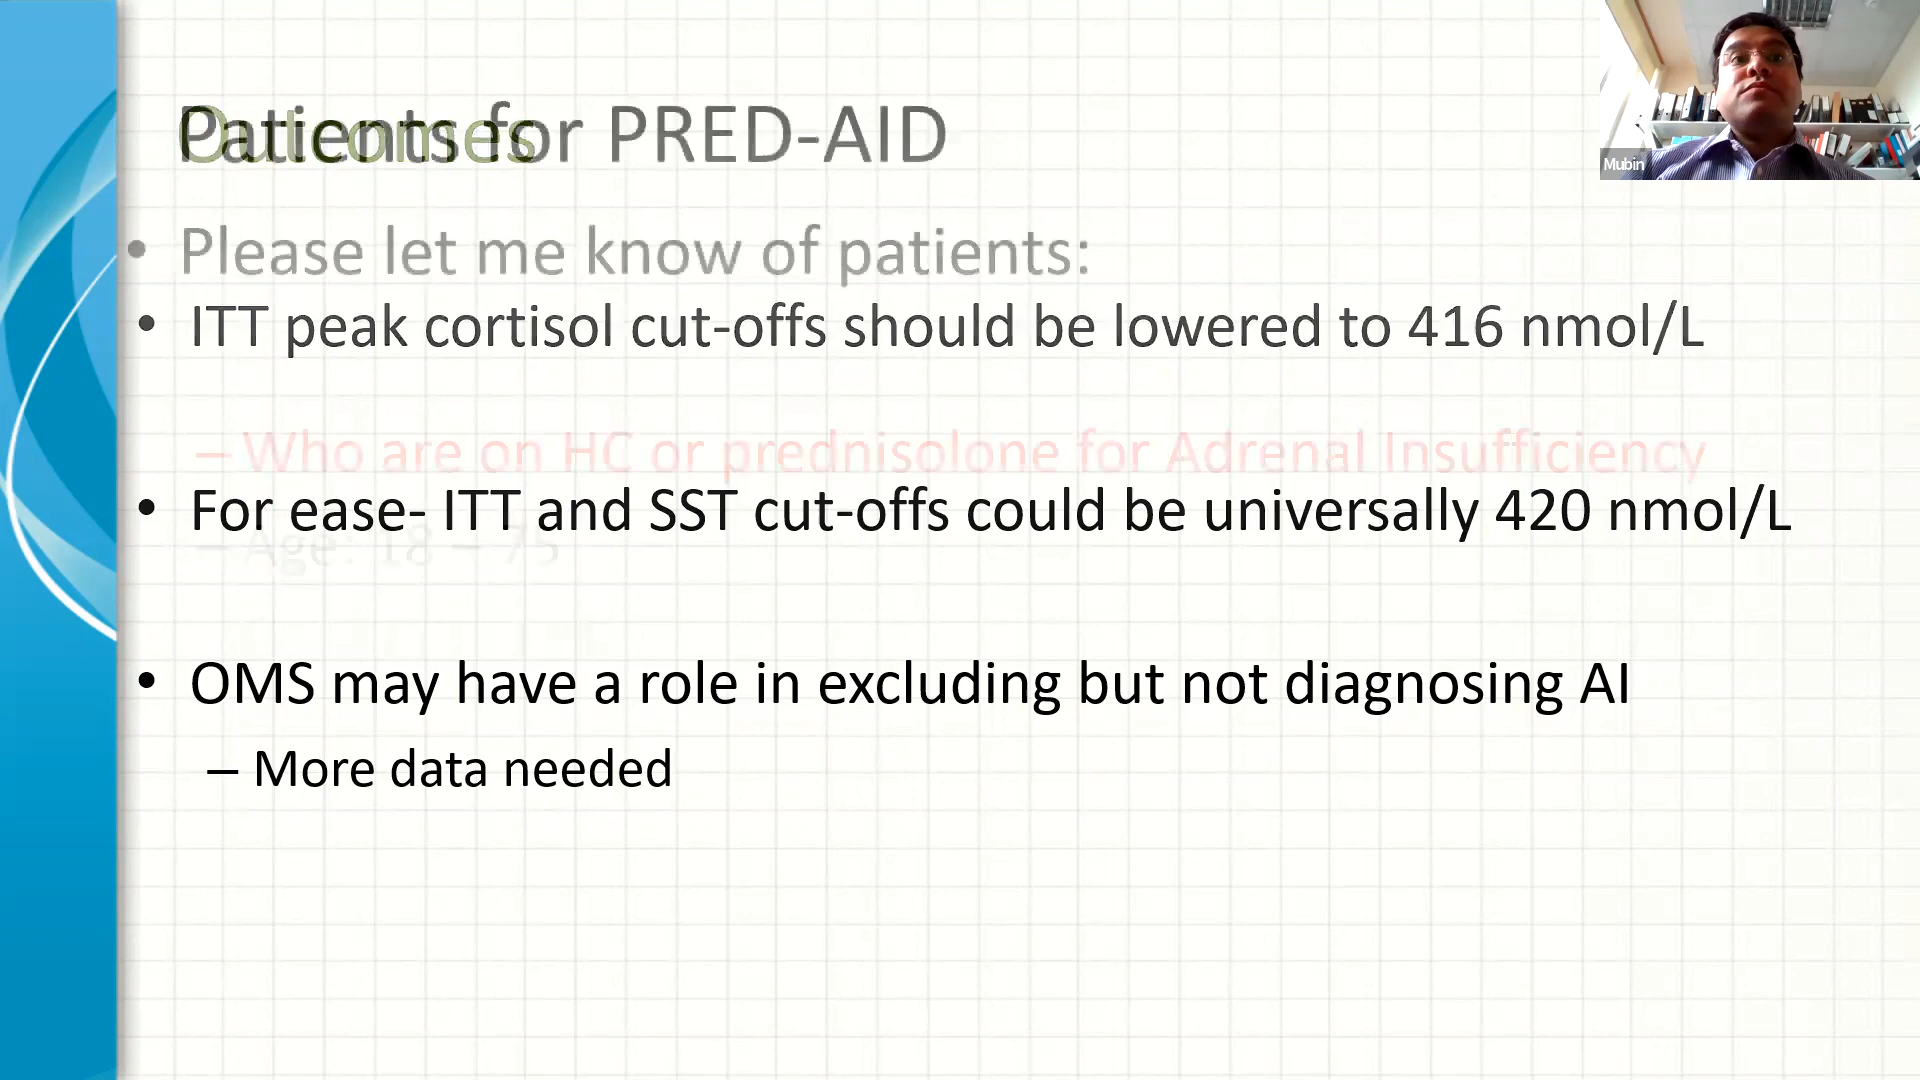 Outcomes
Patients for PRED-AID
Mubin
• Please let me know of patients:
• ITT peak cortisol cut-offs should be lowered to 416 nmol/L
– Who are on HC or prednisolone for Adrenal Insufficiency
• For ease- ITT and SST cut-offs could be universally 420 nmol/L
– Age: 18 – 75
• OMS may have a role in excluding but not diagnosing AI
– More data needed